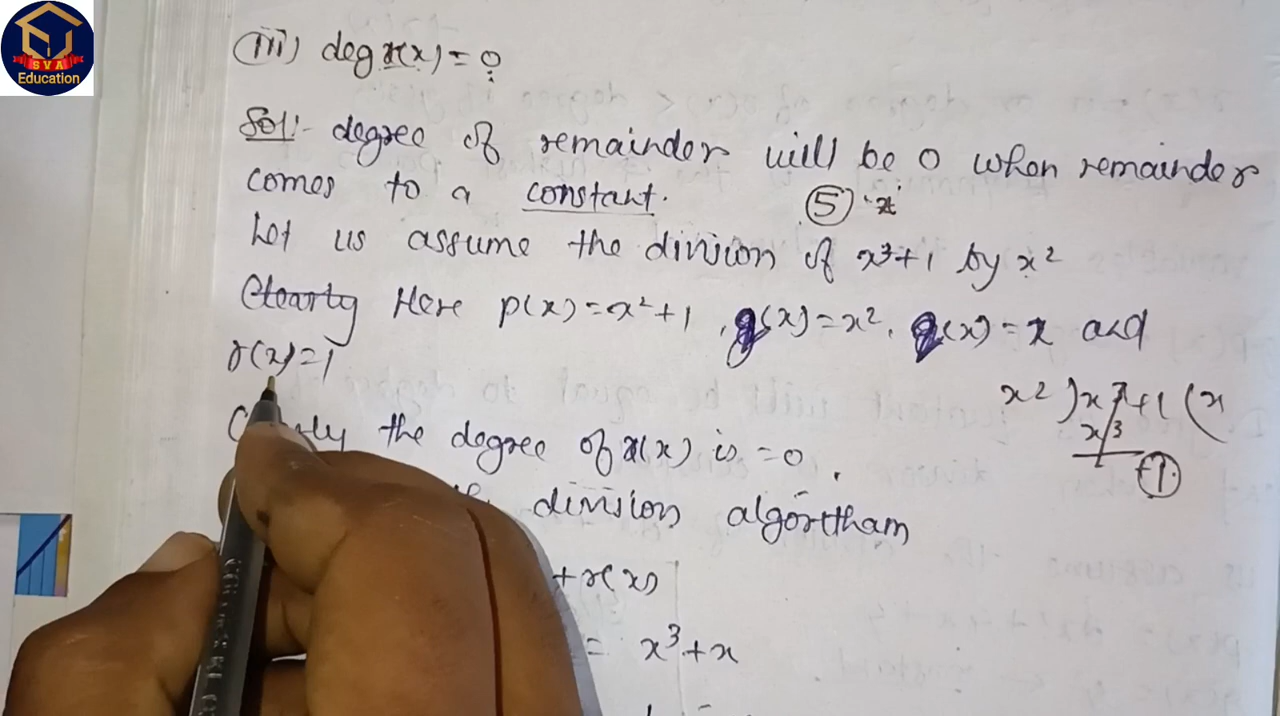 SVA
Education
(iii) deg r(x) = 0
Sol:- degree of remainder will be 0 when remainder
comes to a constant. 5 x
Let us assume the division of x³+1 by x²
Clearly Here p(x) = x²+1, g(x) = x², q(x) = x and
r(x) = 1
x² ) x³+1 ( x
x³
the degree of r(x) is = 0.
+1
division algoretham
+ r(x)
= x³+x